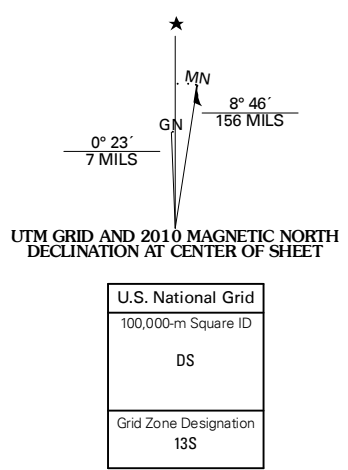 MN
8° 46´
156 MILS
GN
0° 23´
7 MILS
UTM GRID AND 2010 MAGNETIC NORTH
DECLINATION AT CENTER OF SHEET
U.S. National Grid
100,000-m Square ID
DS
Grid Zone Designation
13S